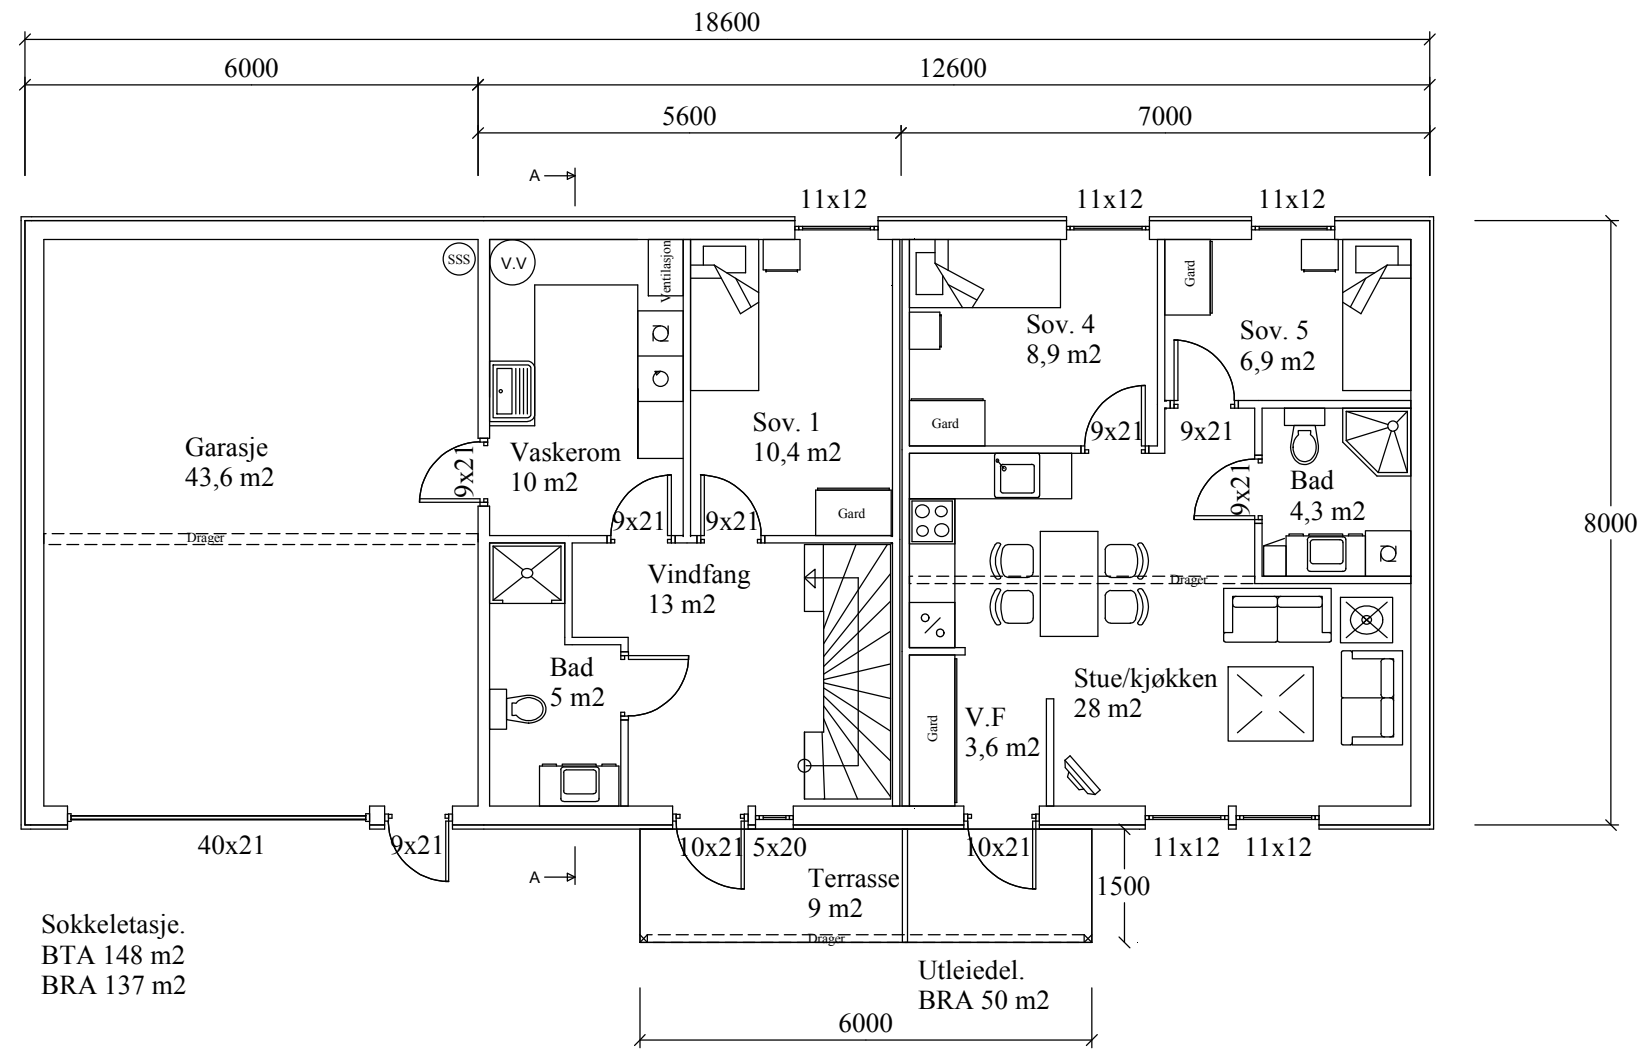 18600
6000
12600
5600
7000
A
11x12
11x12
11x12
SSS
V.V
Ventilasjon
Gard
Sov. 4
8,9 m2
Sov. 5
6,9 m2
Garasje
43,6 m2
9x21
Vaskerom
10 m2
Sov. 1
10,4 m2
Gard
9x21
9x21
Gard
9x21
9x21
9x21
Bad
4,3 m2
8000
Drager
Vindfang
13 m2
Drager
Bad
5 m2
Stue/kjøkken
28 m2
Gard
V.F
3,6 m2
40x21
9x21
10x21
5x20
10x21
11x12
11x12
A
Terrasse
9 m2
1500
Drager
Sokkeletasje.
BTA 148 m2
BRA 137 m2
Utleiedel.
BRA 50 m2
6000